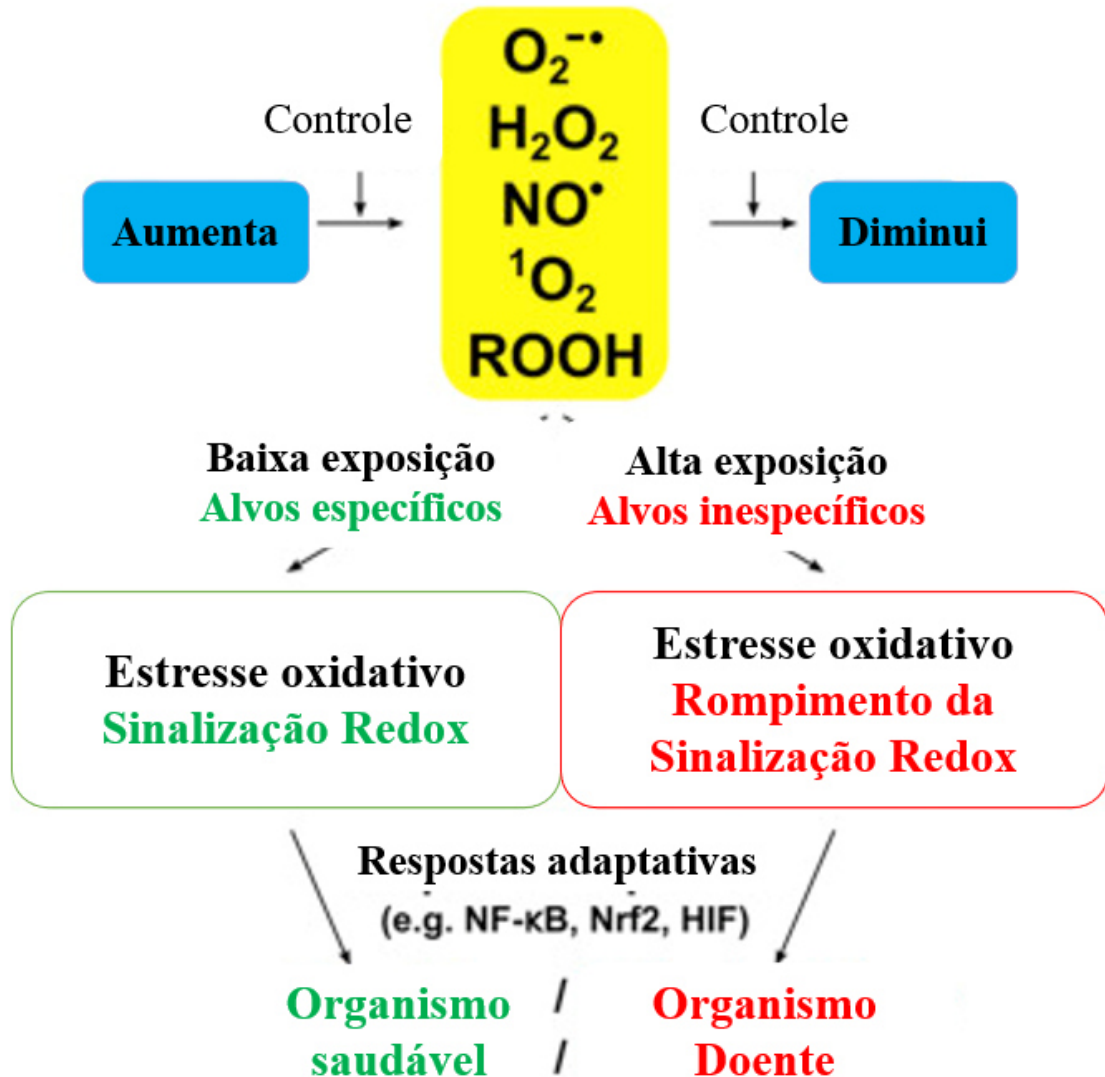 O₂⁻•
Controle
H₂O₂
Controle
Aumenta
NO•
Diminui
¹O₂
ROOH
Baixa exposição
Alvos específicos
Alta exposição
Alvos inespecíficos
Estresse oxidativo
Sinalização Redox
Estresse oxidativo
Rompimento da
Sinalização Redox
Respostas adaptativas
(e.g. NF-κB, Nrf2, HIF)
Organismo / Organismo
saudável / Doente